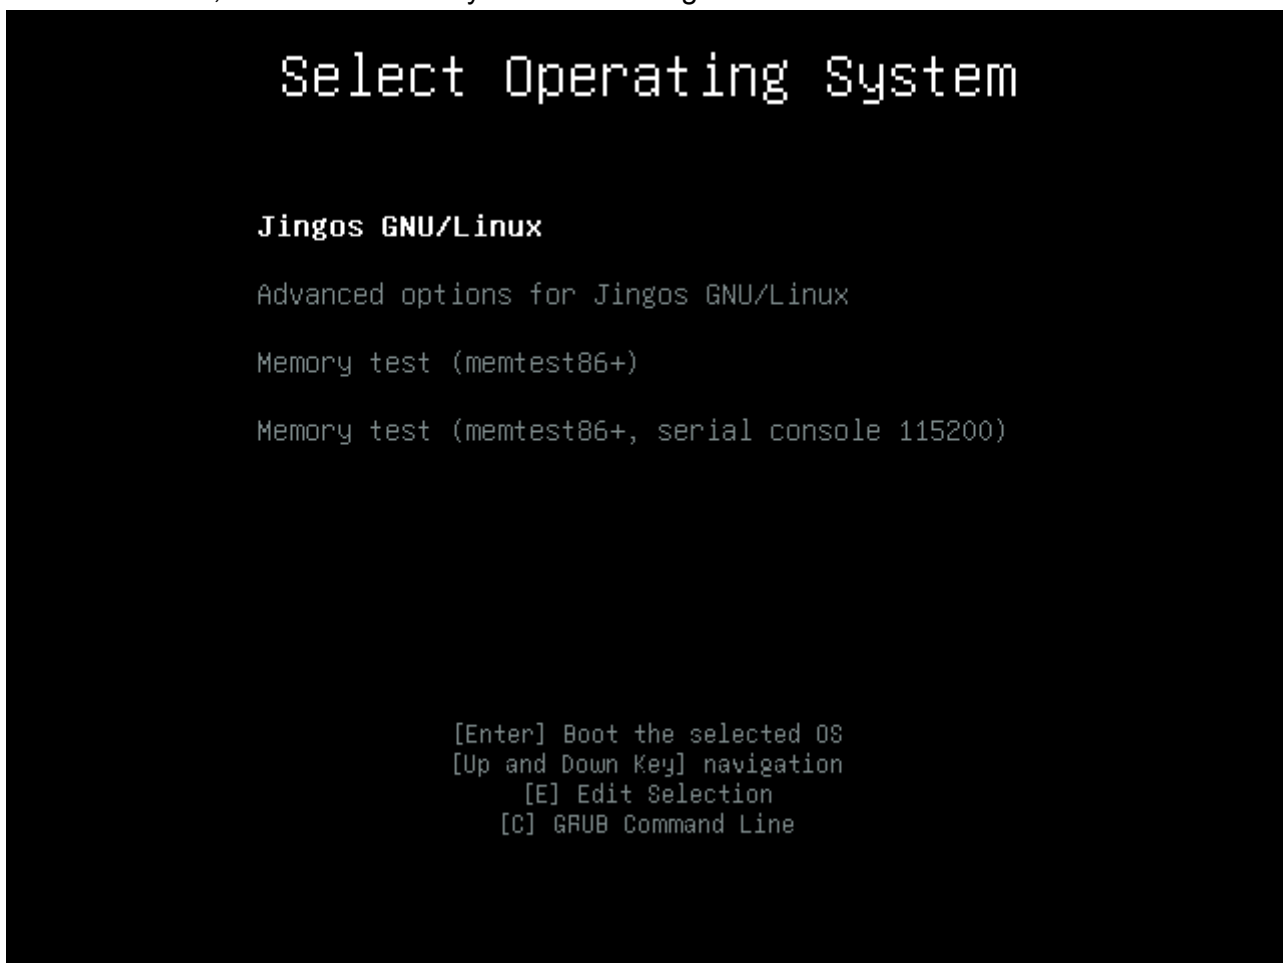 Select Operating System
Jingos GNU/Linux
Advanced options for Jingos GNU/Linux
Memory test (memtest86+)
Memory test (memtest86+, serial console 115200)
[Enter] Boot the selected OS
[Up and Down Key] navigation
[E] Edit Selection
[C] GRUB Command Line